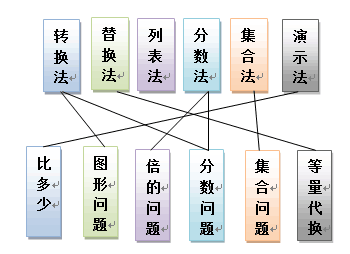 转换法
替换法
列表法
分数法
集合法
演示法
比多少
图形问题
倍的问题
分数问题
集合问题
等量代换